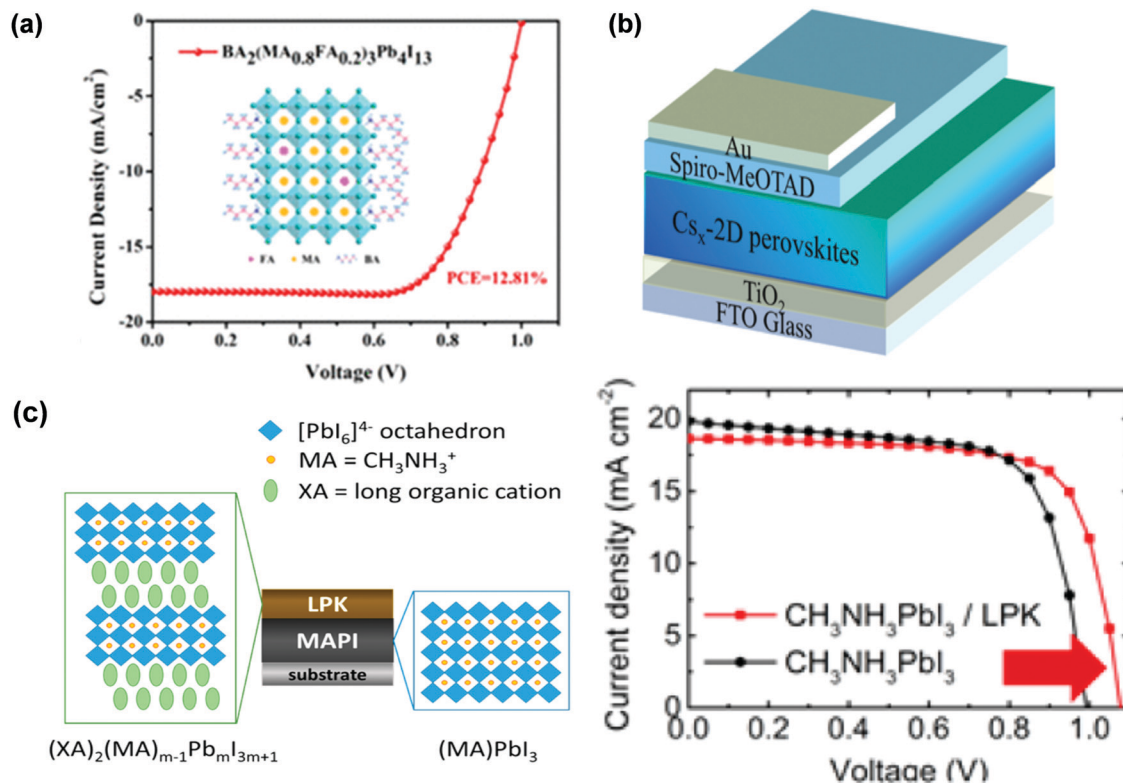 (a)
BA2(MA0.8FA0.2)3Pb4I13
Current Density (mA/cm2)
0
-5
-10
-15
-20
FA MA BA
PCE=12.81%
0.0 0.2 0.4 0.6 0.8 1.0
Voltage (V)
(b)
Au
Spiro-MeOTAD
Csx-2D perovskites
TiO2
FTO Glass
(c)
[PbI6]4- octahedron
MA = CH3NH3+
XA = long organic cation
LPK
MAPI
substrate
(XA)2(MA)m-1PbmI3m+1
(MA)PbI3
Current density (mA cm-2)
20
15
10
5
0
CH3NH3PbI3 / LPK
CH3NH3PbI3
0.0 0.2 0.4 0.6 0.8 1.0
Voltage (V)